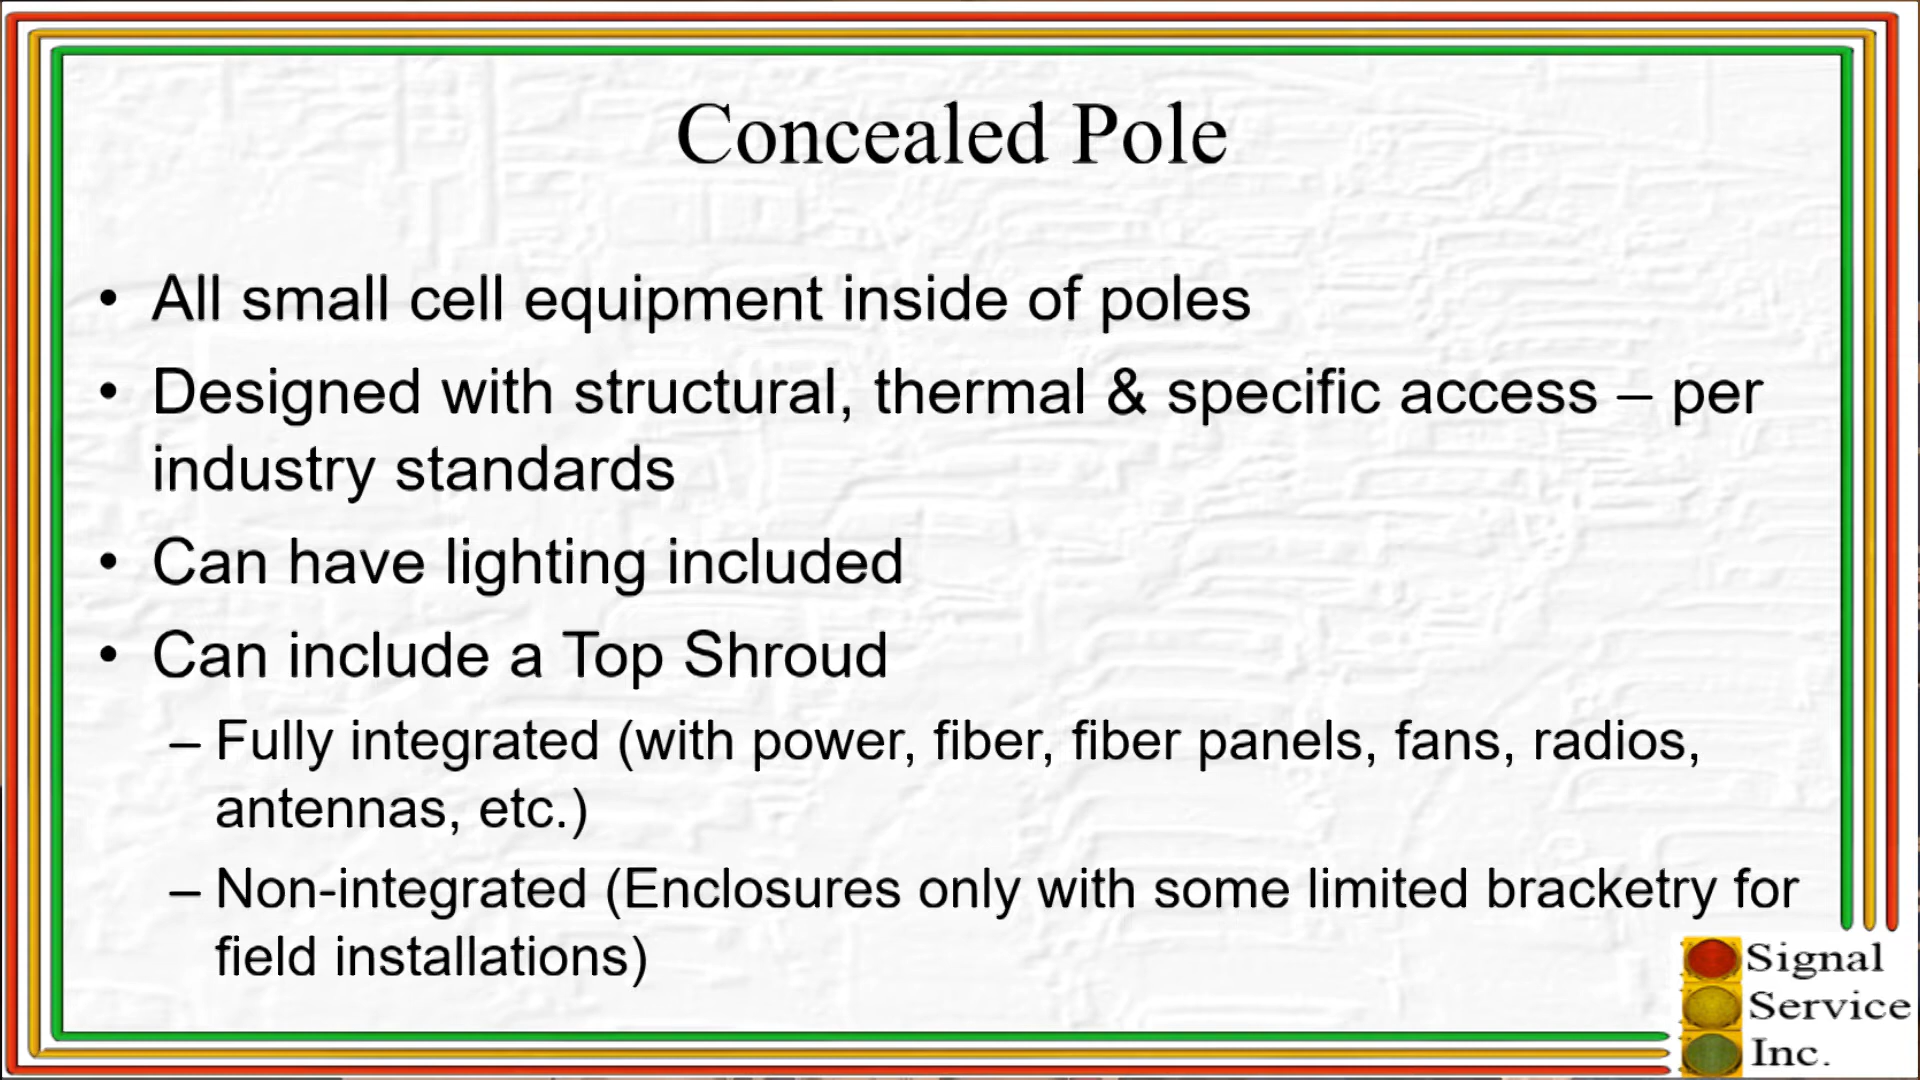 Concealed Pole
• All small cell equipment inside of poles
• Designed with structural, thermal & specific access – per
industry standards
• Can have lighting included
• Can include a Top Shroud
– Fully integrated (with power, fiber, fiber panels, fans, radios,
antennas, etc.)
– Non-integrated (Enclosures only with some limited bracketry for
field installations)
Signal
Service
Inc.